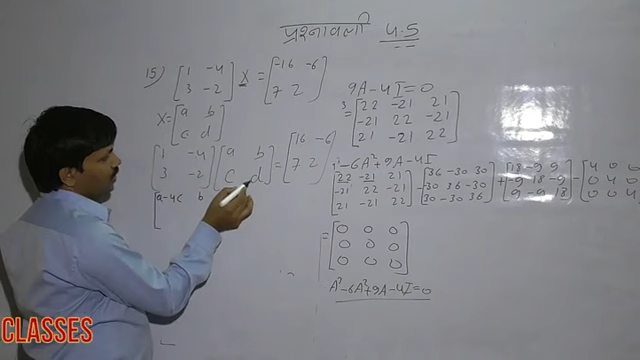 प्रश्नावली 4.5
15) [1 -4 3 -2] X = [-16 -6 7 2]
X = [a b c d]
[1 -4 3 -2] [a b c d] = [16 -6 7 2]
[a-4c b
9A-4I=0
3 = [22 -21 21 -21 22 -21 21 -21 22]
A³-6A²+9A-4I
[22 -21 21 -21 22 -21 21 -21 22] [36 -30 30 -30 36 -30 30 -30 36] + [18 -9 9 -9 18 -9 9 -9 18] - [4 0 0 0 4 0 0 0 4
= [0 0 0 0 0 0 0 0 0]
A³-6A²+9A-4I=0
CLASSES